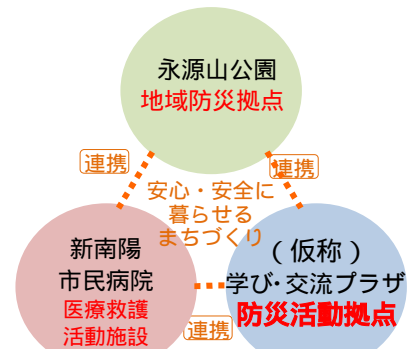 永源山公園
地域防災拠点
連携
連携
安心・安全に
暮らせる
まちづくり
新南陽
市民病院
医療救護
活動施設
(仮称)
学び・交流プラザ
防災活動拠点
連携